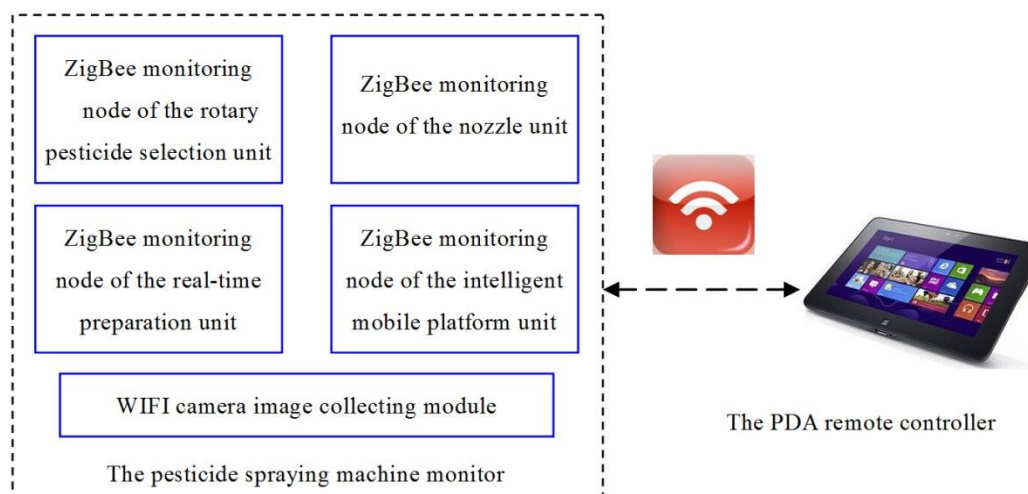 ZigBee monitoring
node of the rotary
pesticide selection unit
ZigBee monitoring
node of the nozzle unit
ZigBee monitoring
node of the real-time
preparation unit
ZigBee monitoring
node of the intelligent
mobile platform unit
WIFI camera image collecting module
The pesticide spraying machine monitor
Start
The PDA remote controller